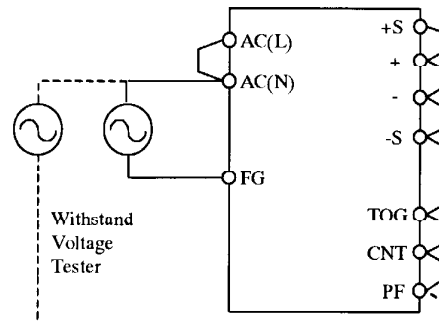 AC(L)
AC(N)
FG
+S
+
-
-S
TOG
CNT
PF
Withstand
Voltage
Tester